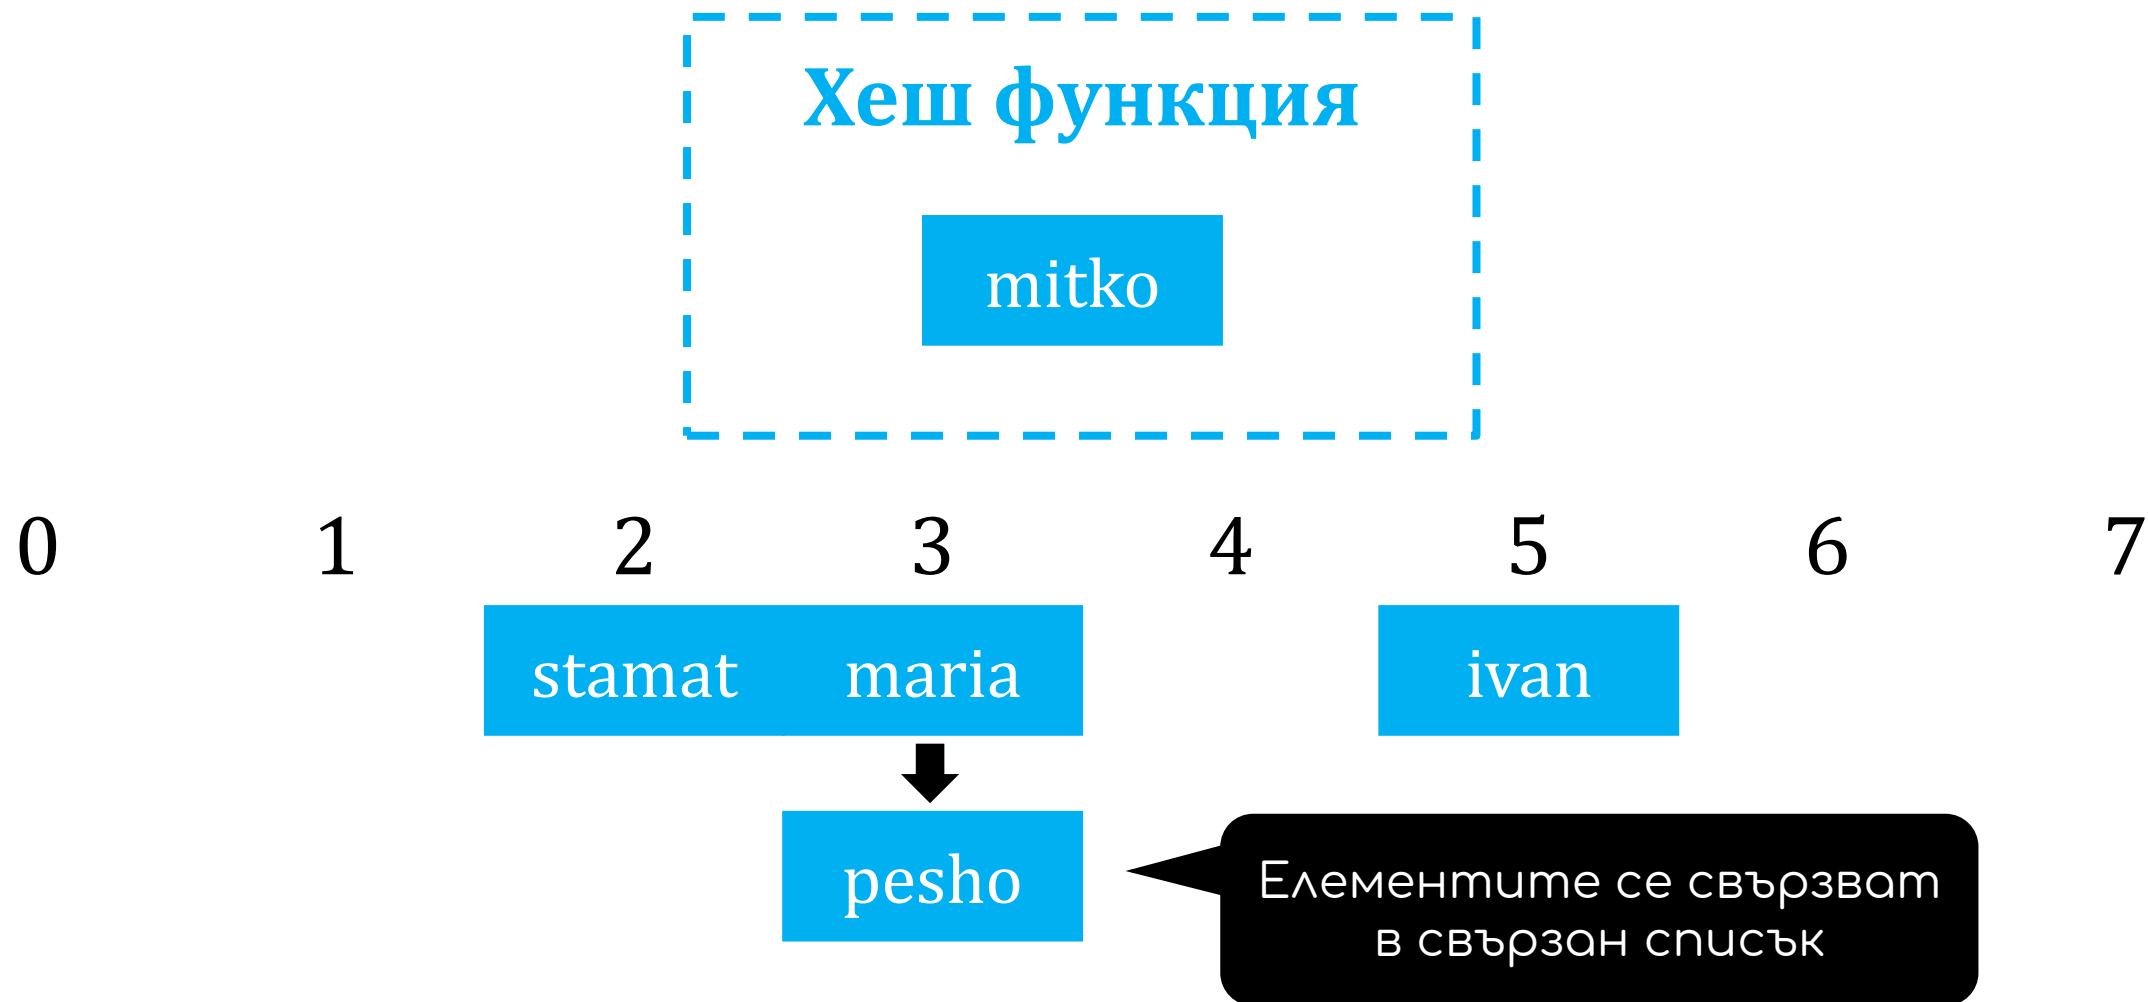 Хеш функция
mitko
0 1 2 3 4 5 6 7
stamat maria ivan
pesho
Елементите се свързват
в свързан списък